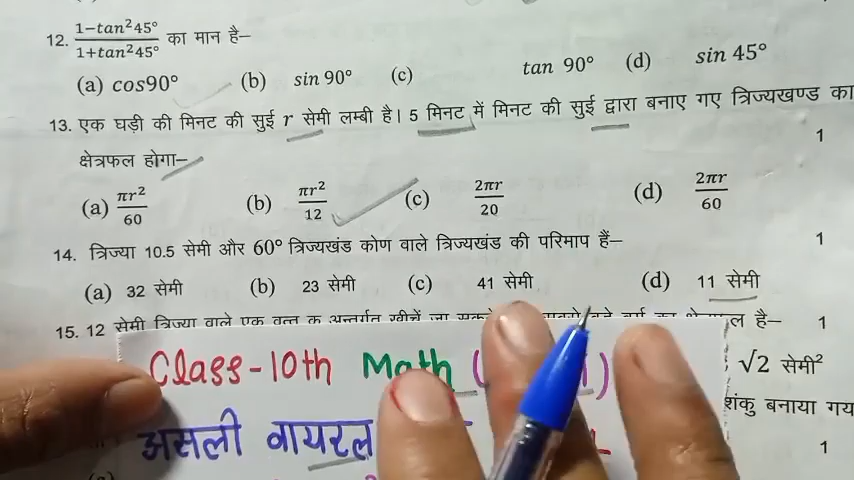 12. 1−tan²45° / 1+tan²45° का मान है–
(a) cos90° (b) sin 90° (c) tan 90° (d) sin 45°
13. एक घड़ी की मिनट की सुई r सेमी लम्बी है। 5 मिनट में मिनट की सुई द्वारा बनाए गए त्रिज्यखण्ड का
क्षेत्रफल होगा– 1
(a) πr²/60 (b) πr²/12 (c) 2πr/20 (d) 2πr/60
14. त्रिज्या 10.5 सेमी और 60° त्रिज्यखंड कोण वाले त्रिज्यखंड की परिमाप हैं– 1
(a) 32 सेमी (b) 23 सेमी (c) 41 सेमी (d) 11 सेमी
15. 12 सेमी त्रिज्या वाले एक वृत्त के अन्तर्गत खींचें जा है– 1
√2 सेमी²
शंकु बनाया गय
1
Class-10th Math
असली वायरल